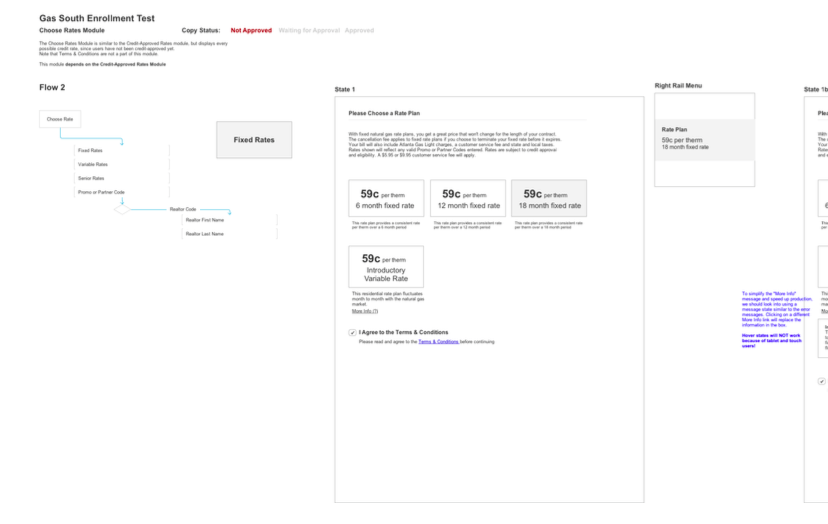 Gas South Enrollment Test
Choose Rates Module
Copy Status: Not Approved Waiting for Approval Approved
The Choose Rates Module is similar to the Credit-Approved Rates module, but displays every
possible credit rate, since users have not been credit-approved yet.
Note that Terms & Conditions are not a part of this module.
This module depends on the Credit-Approved Rates Module
Flow 2
Choose Rate
Fixed Rates
Variable Rates
Senior Rates
Promo or Partner Code
Realtor Code
Realtor First Name
Realtor Last Name
Fixed Rates
State 1
Please Choose a Rate Plan
With fixed natural gas rate plans, you get a great price that won't change for the length of your contract.
The cancellation fee applies to fixed rate plans if you choose to terminate your fixed rate before it expires.
Your bill will also include Atlanta Gas Light charges, a customer service fee and state and local taxes.
Rates shown will reflect any valid Promo or Partner Codes entered. Rates are subject to credit approval
and eligibility. A $5.95 or $9.95 customer service fee will apply.
59c per therm
6 month fixed rate
This rate plan provides a consistent rate
per therm over a 6 month period
59c per therm
12 month fixed rate
This rate plan provides a consistent rate
per therm over a 12 month period
59c per therm
18 month fixed rate
This rate plan provides a consistent rate
per therm over a 18 month period
59c per therm
Introductory
Variable Rate
This residential rate plan fluctuates
month to month with the natural gas
market.
More Info (?)
I Agree to the Terms & Conditions
Please read and agree to the Terms & Conditions before continuing
Right Rail Menu
Rate Plan
59c per therm
18 month fixed rate
To simplify the "More Info"
message and speed up production,
we should look into using a
message state similar to the error
messages. Clicking on a different
More Info link will replace the
information in the box.
Hover states will NOT work
because of tablet and touch
users!
State 1b